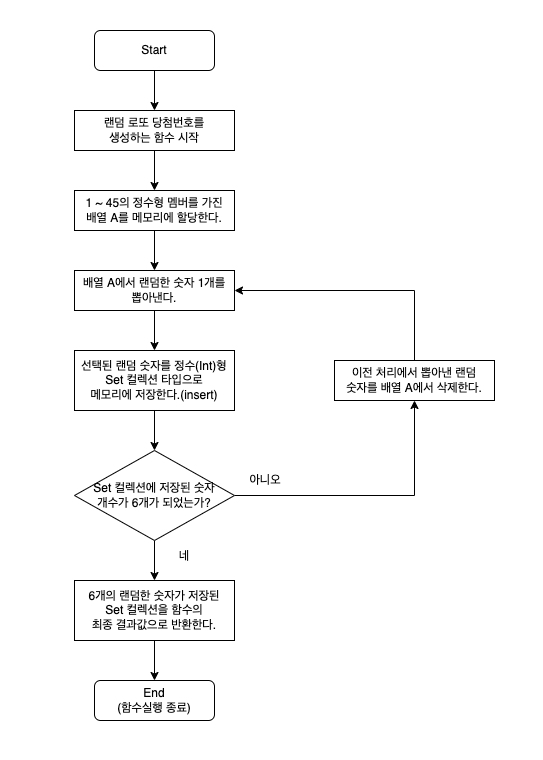 Start
랜덤 로또 당첨번호를
생성하는 함수 시작
1 ~ 45의 정수형 멤버를 가진
배열 A를 메모리에 할당한다.
배열 A에서 랜덤한 숫자 1개를
뽑아낸다.
선택된 랜덤 숫자를 정수(Int)형
Set 컬렉션 타입으로
메모리에 저장한다.(insert)
이전 처리에서 뽑아낸 랜덤
숫자를 배열 A에서 삭제한다.
Set 컬렉션에 저장된 숫자
개수가 6개가 되었는가?
아니오
네
6개의 랜덤한 숫자가 저장된
Set 컬렉션을 함수의
최종 결과값으로 반환한다.
End
(함수실행 종료)